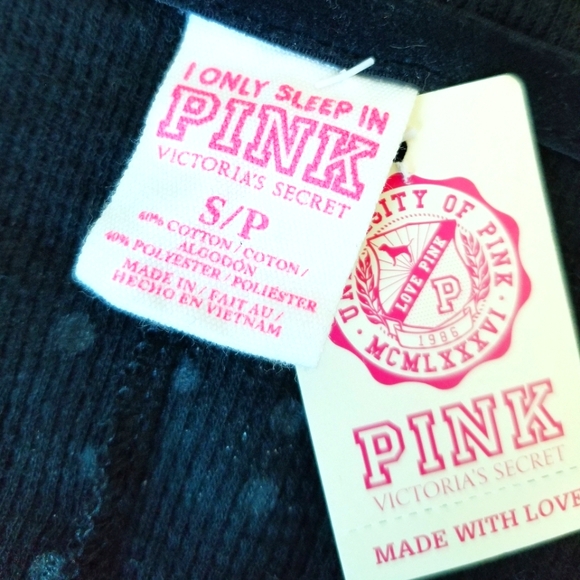 I ONLY SLEEP IN
PINK
VICTORIA'S SECRET
S/P
60% COTTON / COTON /
ALGODÓN
40% POLYESTER / POLIÉSTER
MADE IN / FAIT AU /
HECHO EN VIETNAM
UNIVERSITY OF PINK
LOVE PINK
P
1986
MCMLXXXVI
PINK
VICTORIA'S SECRET
MADE WITH LOVE